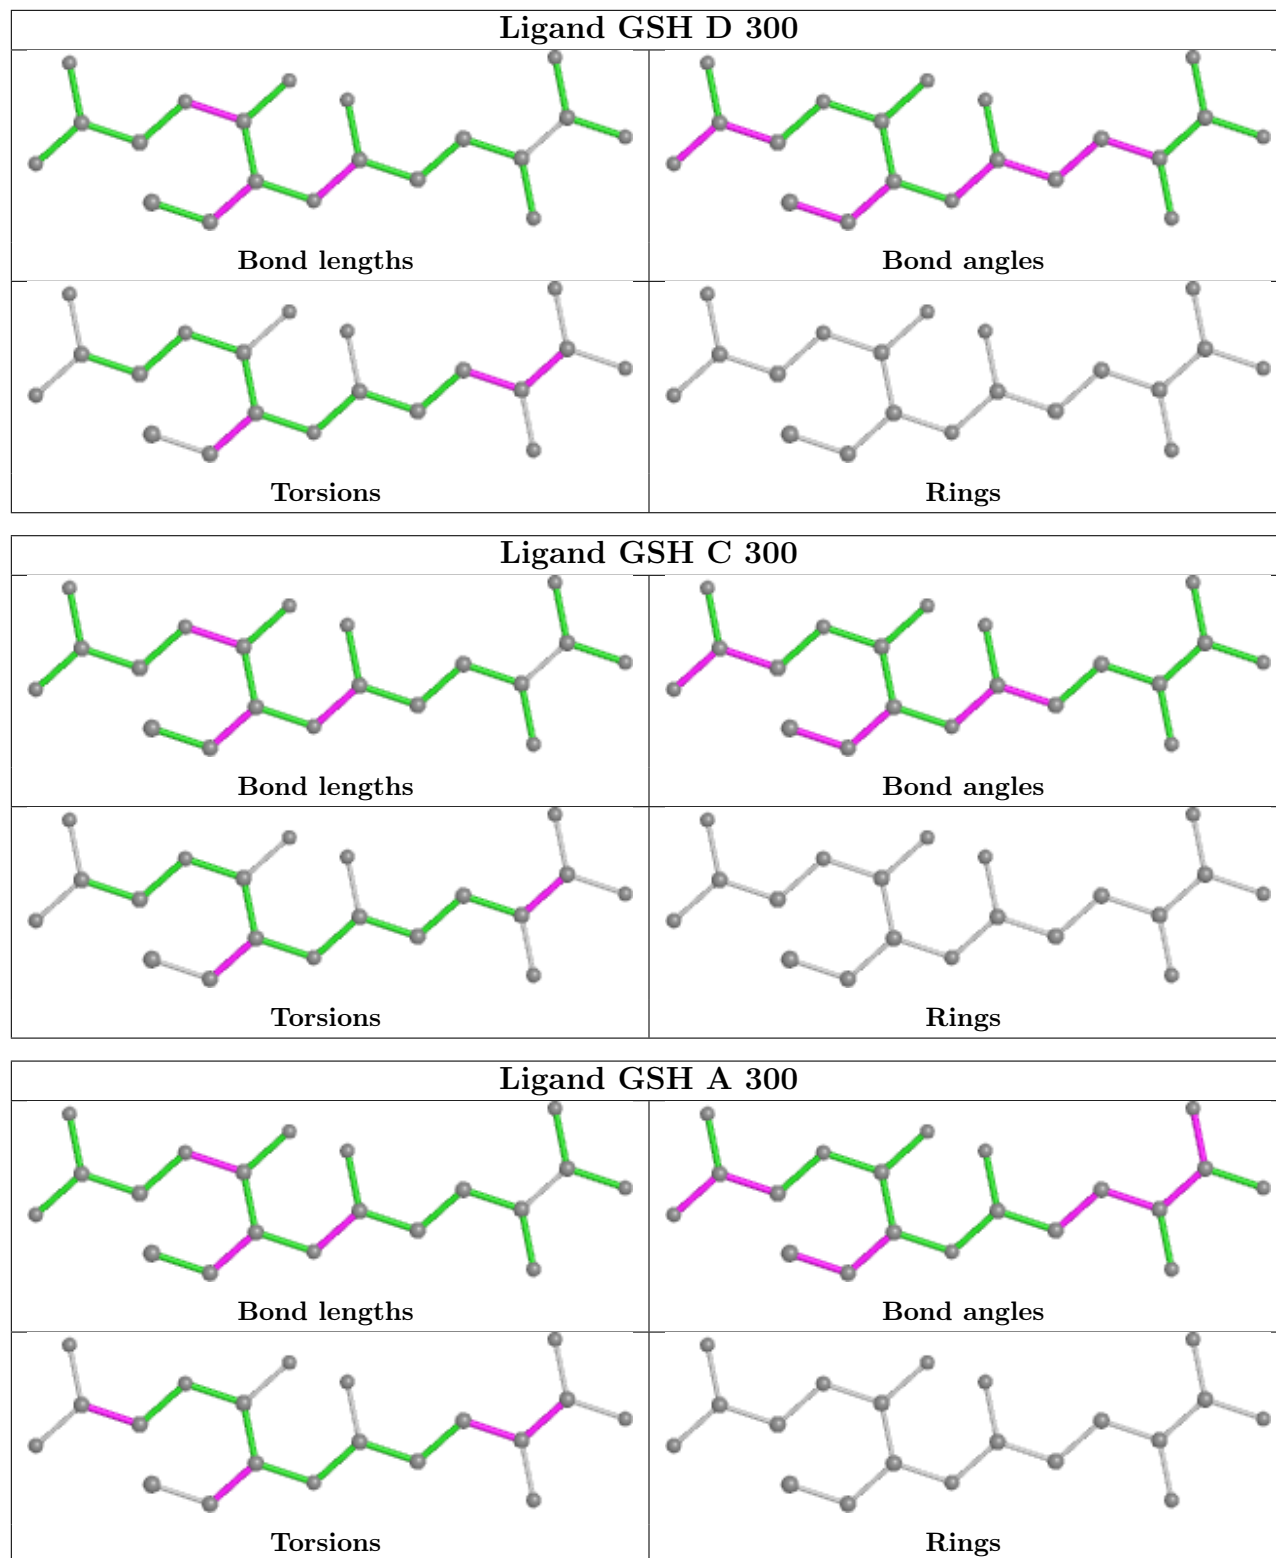 Ligand GSH D 300
Bond lengths
Bond angles
Torsions
Rings
Ligand GSH C 300
Bond lengths
Bond angles
Torsions
Rings
Ligand GSH A 300
Bond lengths
Bond angles
Torsions
Rings